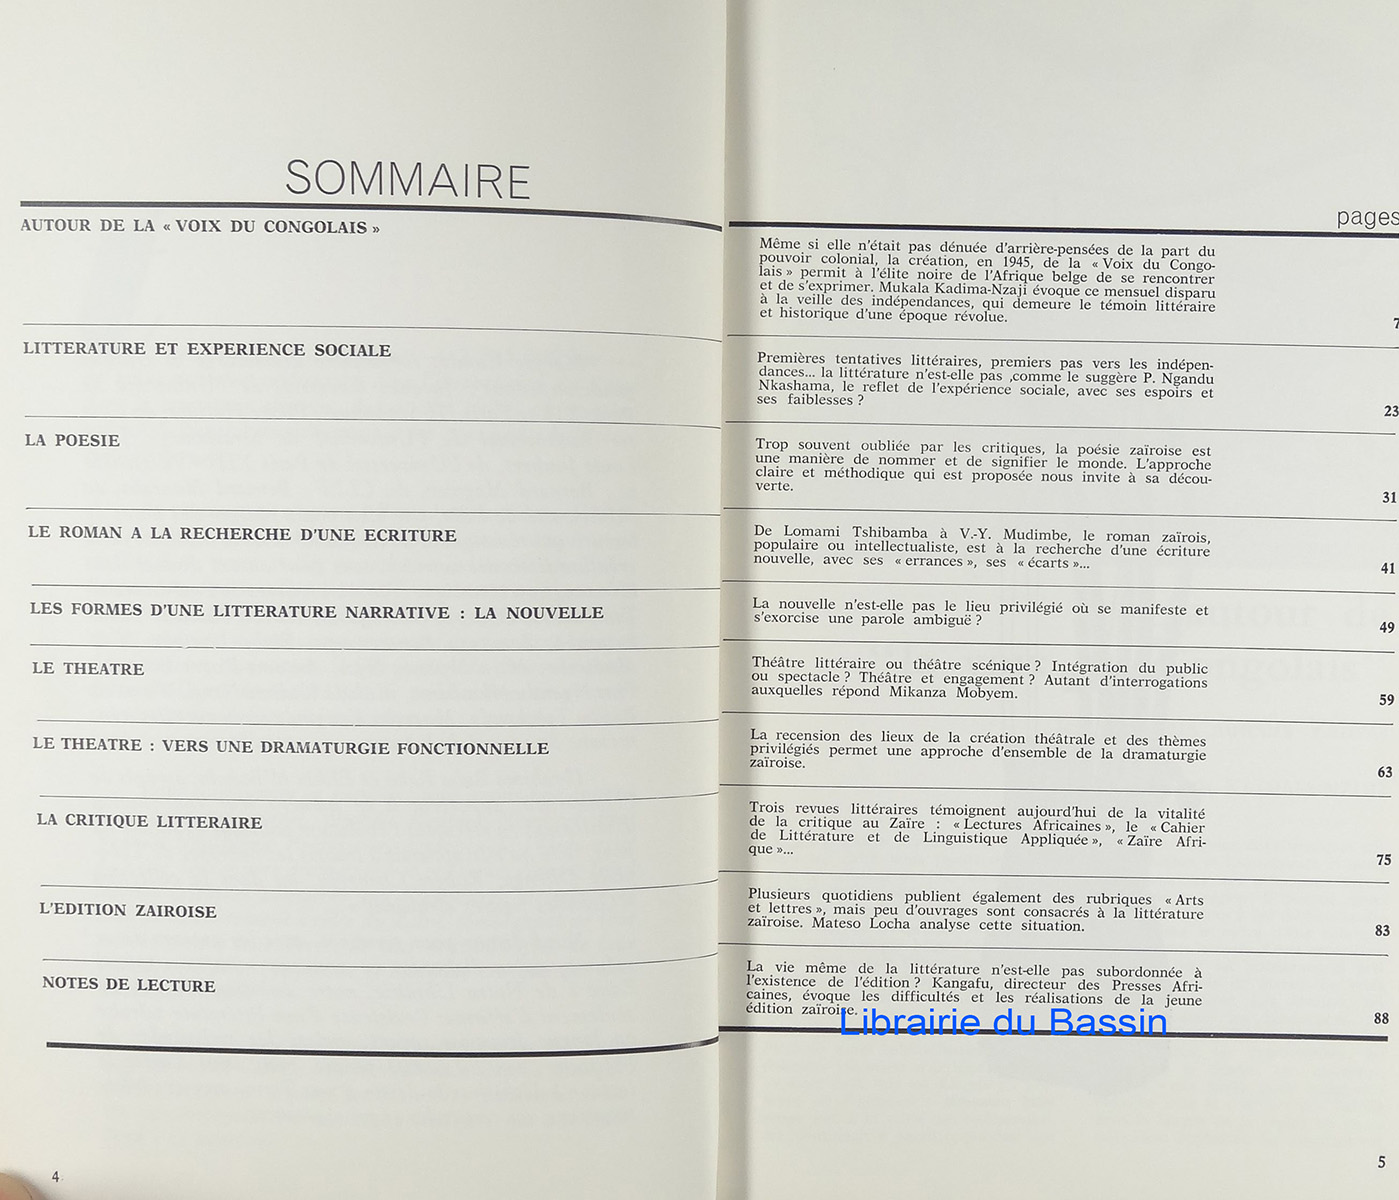 SOMMAIRE
pages
AUTOUR DE LA « VOIX DU CONGOLAIS »
Même si elle n'était pas dénuée d'arrière-pensées de la part du
pouvoir colonial, la création, en 1945, de la « Voix du Congo-
lais » permit à l'élite noire de l'Afrique belge de se rencontrer
et de s'exprimer. Mukala Kadima-Nzaji évoque ce mensuel disparu
à la veille des indépendances, qui demeure le témoin littéraire
et historique d'une époque révolue.
7
LITTERATURE ET EXPERIENCE SOCIALE
Premières tentatives littéraires, premiers pas vers les indépen-
dances... la littérature n'est-elle pas ,comme le suggère P. Ngandu
Nkashama, le reflet de l'expérience sociale, avec ses espoirs et
ses faiblesses ?
23
LA POESIE
Trop souvent oubliée par les critiques, la poésie zaïroise est
une manière de nommer et de signifier le monde. L'approche
claire et méthodique qui est proposée nous invite à sa décou-
verte.
31
LE ROMAN A LA RECHERCHE D'UNE ECRITURE
De Lomami Tshibamba à V.-Y. Mudimbe, le roman zaïrois,
populaire ou intellectualiste, est à la recherche d'une écriture
nouvelle, avec ses « errances », ses « écarts »...
41
LES FORMES D'UNE LITTERATURE NARRATIVE : LA NOUVELLE
La nouvelle n'est-elle pas le lieu privilégié où se manifeste et
s'exorcise une parole ambiguë ?
49
LE THEATRE
Théâtre littéraire ou théâtre scénique ? Intégration du public
ou spectacle ? Théâtre et engagement ? Autant d'interrogations
auxquelles répond Mikanza Mobyem.
59
LE THEATRE : VERS UNE DRAMATURGIE FONCTIONNELLE
La recension des lieux de la création théâtrale et des thèmes
privilégiés permet une approche d'ensemble de la dramaturgie
zaïroise.
63
LA CRITIQUE LITTERAIRE
Trois revues littéraires témoignent aujourd'hui de la vitalité
de la critique au Zaïre : « Lectures Africaines », le « Cahier
de Littérature et de Linguistique Appliquée », « Zaïre Afri-
que »...
75
L'EDITION ZAIROISE
Plusieurs quotidiens publient également des rubriques « Arts
et lettres », mais peu d'ouvrages sont consacrés à la littérature
zaïroise. Mateso Locha analyse cette situation.
83
NOTES DE LECTURE
La vie même de la littérature n'est-elle pas subordonnée à
l'existence de l'édition ? Kangafu, directeur des Presses Afri-
caines, évoque les difficultés et les réalisations de la jeune
édition zaïroise.
88
Librairie du Bassin
4
5